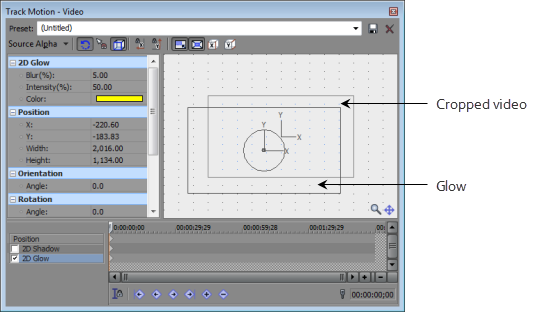 Track Motion - Video
Preset: (Untitled)
Source Alpha
2D Glow
Blur(%): 5.00
Intensity(%): 50.00
Color:
Position
X: -220.60
Y: -183.83
Width: 2,016.00
Height: 1,134.00
Orientation
Angle: 0.0
Rotation
Angle: 0.0
Y
X
Y
X
Cropped video
Glow
0:00:00;00 00:00:29;29 00:00:59;28 00:01:29;29 00:
Position
2D Shadow
2D Glow
00:00:00;00